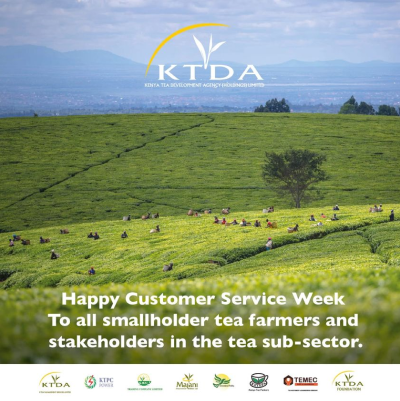 KTDA
KENYA TEA DEVELOPMENT AGENCY (HOLDINGS) LIMITED
Happy Customer Service Week
To all smallholder tea farmers and
stakeholders in the tea sub-sector.
KTDA
KTPC
Majani
TEMEC
KTDA
FOUNDATION